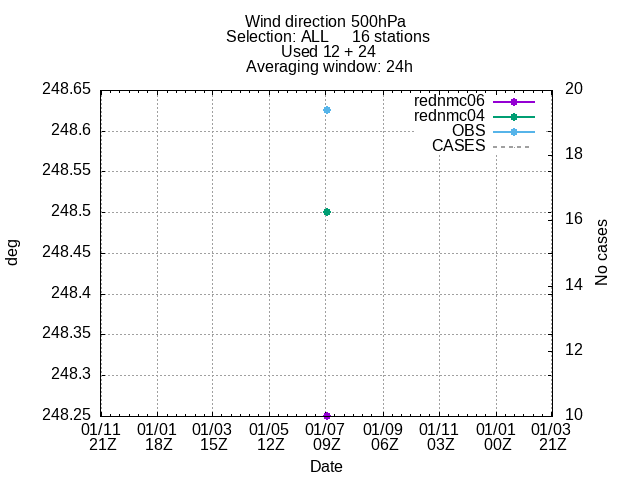 Wind direction 500hPa
Selection: ALL 16 stations
Used 12 + 24
Averaging window: 24h
248.65
248.6
248.55
248.5
248.45
248.4
248.35
248.3
248.25
20
18
16
14
12
10
rednmc06
rednmc04
OBS
CASES
deg
No cases
01/11 01/01 01/03 01/05 01/07 01/09 01/11 01/01 01/03
21Z 18Z 15Z 12Z 09Z 06Z 03Z 00Z 21Z
Date